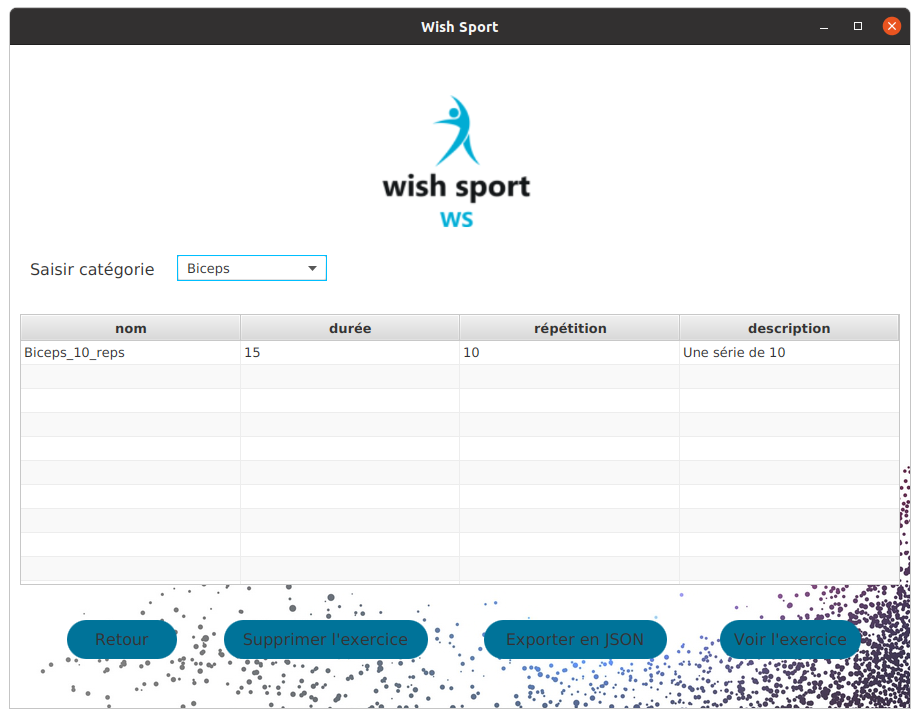 Wish Sport
wish sport
WS
Saisir catégorie Biceps
nom durée répétition description
Biceps_10_reps 15 10 Une série de 10
Retour Supprimer l'exercice Exporter en JSON Voir l'exercice